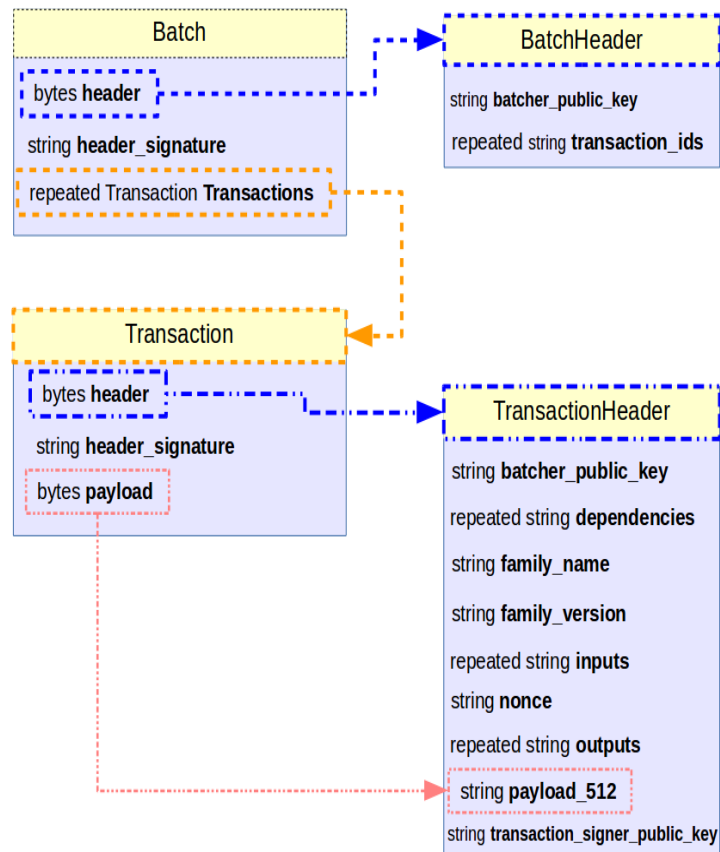 Batch
bytes header
string header_signature
repeated Transaction Transactions
BatchHeader
string batcher_public_key
repeated string transaction_ids
Transaction
bytes header
string header_signature
bytes payload
TransactionHeader
string batcher_public_key
repeated string dependencies
string family_name
string family_version
repeated string inputs
string nonce
repeated string outputs
string payload_512
string transaction_signer_public_key